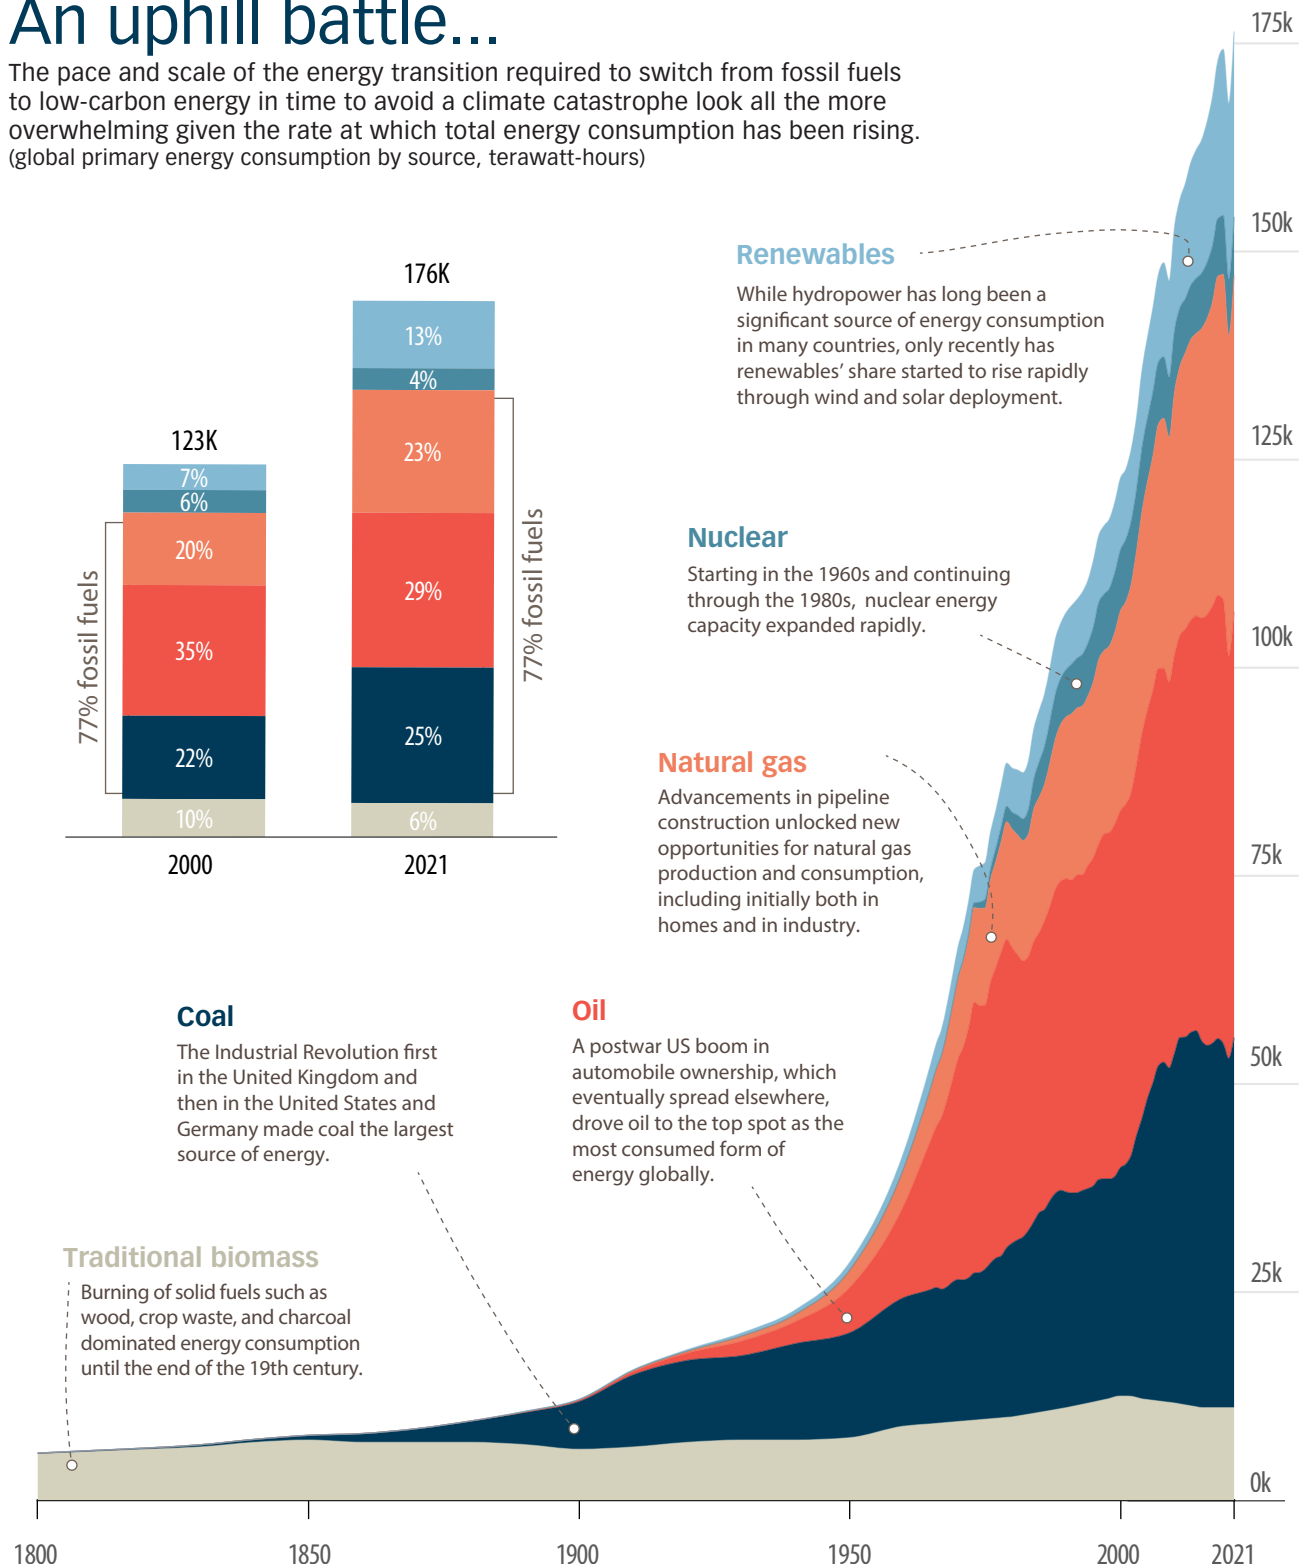 An uphill battle...
The pace and scale of the energy transition required to switch from fossil fuels
to low-carbon energy in time to avoid a climate catastrophe look all the more
overwhelming given the rate at which total energy consumption has been rising.
(global primary energy consumption by source, terawatt-hours)
123K
7%
6%
20%
35%
22%
10%
77% fossil fuels
2000
176K
13%
4%
23%
29%
25%
6%
77% fossil fuels
2021
Renewables
While hydropower has long been a
significant source of energy consumption
in many countries, only recently has
renewables' share started to rise rapidly
through wind and solar deployment.
Nuclear
Starting in the 1960s and continuing
through the 1980s, nuclear energy
capacity expanded rapidly.
Natural gas
Advancements in pipeline
construction unlocked new
opportunities for natural gas
production and consumption,
including initially both in
homes and in industry.
Coal
The Industrial Revolution first
in the United Kingdom and
then in the United States and
Germany made coal the largest
source of energy.
Oil
A postwar US boom in
automobile ownership, which
eventually spread elsewhere,
drove oil to the top spot as the
most consumed form of
energy globally.
Traditional biomass
Burning of solid fuels such as
wood, crop waste, and charcoal
dominated energy consumption
until the end of the 19th century.
175k
150k
125k
100k
75k
50k
25k
0k
1800
1850
1900
1950
2000
2021